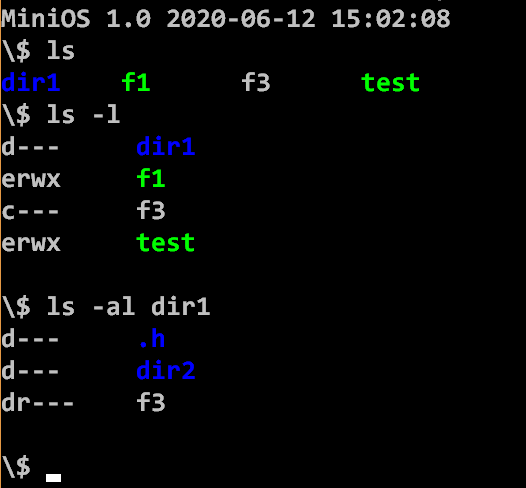 MiniOS 1.0 2020-06-12 15:02:08
\$ ls
dir1 f1 f3 test
\$ ls -l
d--- dir1
erwx f1
c--- f3
erwx test
\$ ls -al dir1
d--- .h
d--- dir2
dr--- f3
\$